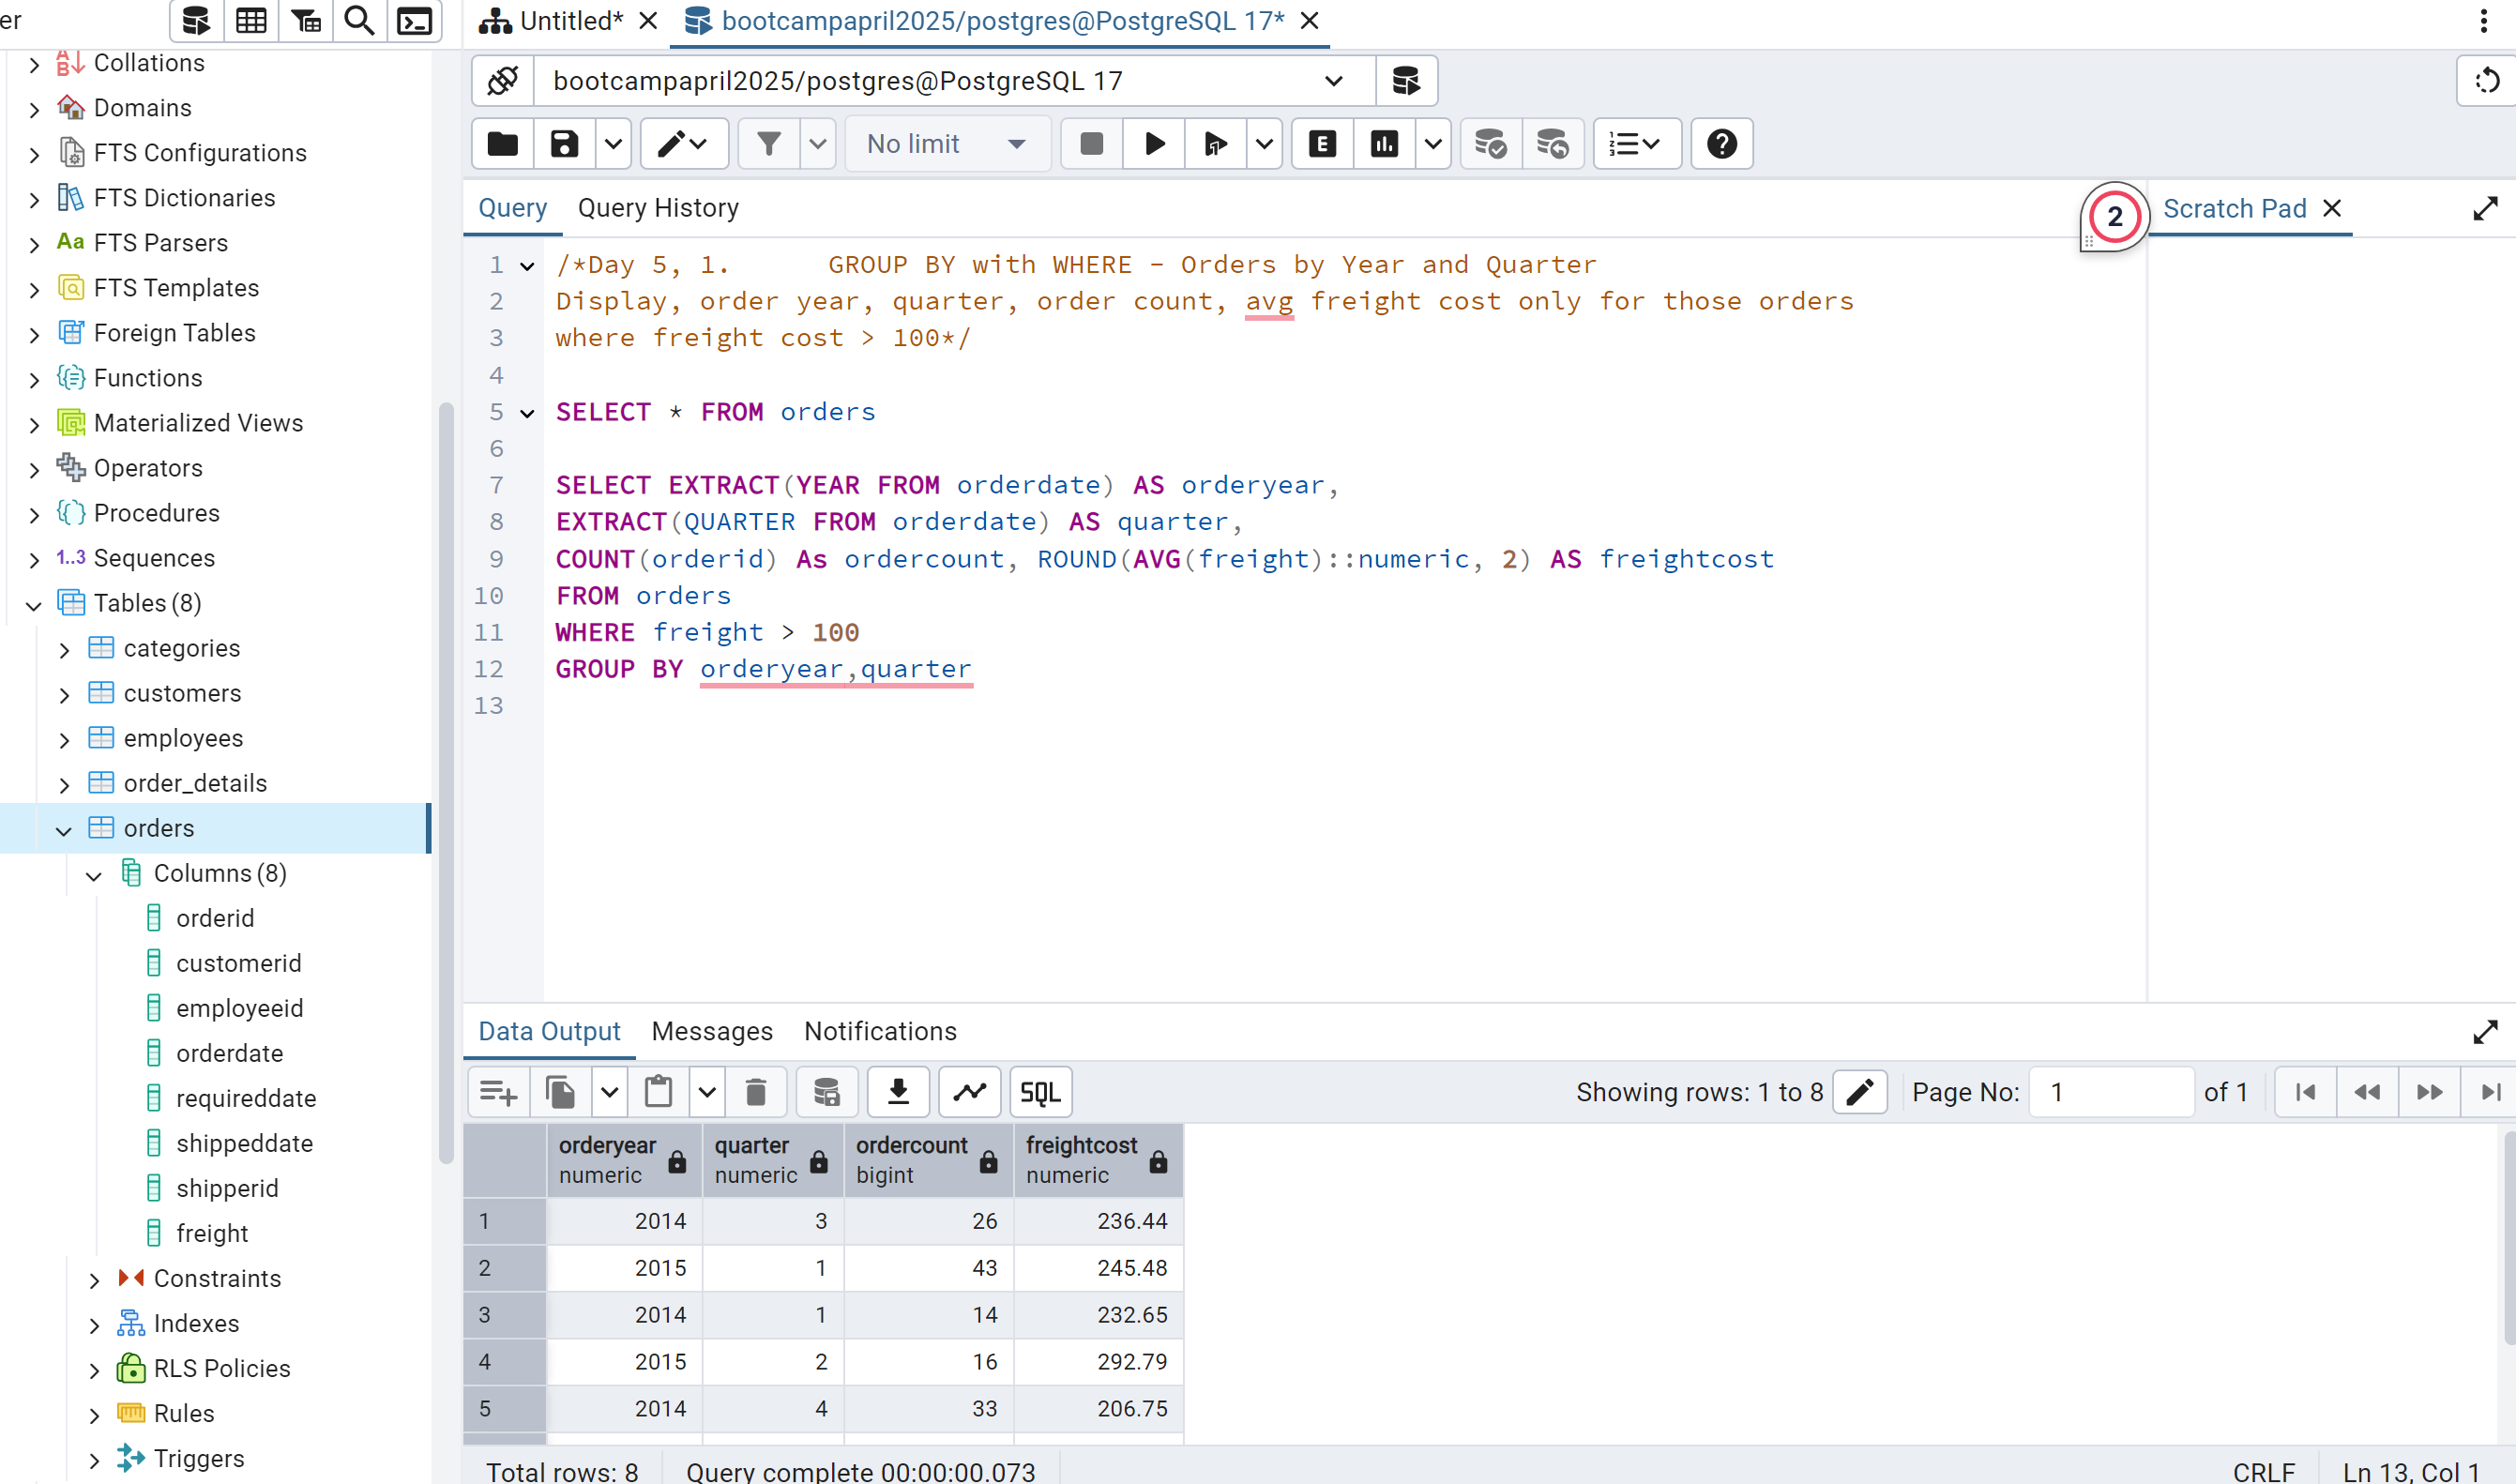 er
Untitled*
bootcampapril2025/postgres@PostgreSQL 17*
Collations
Domains
FTS Configurations
FTS Dictionaries
Aa FTS Parsers
FTS Templates
Foreign Tables
Functions
Materialized Views
Operators
Procedures
1..3 Sequences
Tables (8)
categories
customers
employees
order_details
orders
Columns (8)
orderid
customerid
employeeid
orderdate
requireddate
shippeddate
shipperid
freight
Constraints
Indexes
RLS Policies
Rules
Triggers
bootcampapril2025/postgres@PostgreSQL 17
No limit
E
Query Query History
2
Scratch Pad
1 /*Day 5, 1.      GROUP BY with WHERE - Orders by Year and Quarter
2 Display, order year, quarter, order count, avg freight cost only for those orders
3 where freight cost > 100*/
4
5 SELECT * FROM orders
6
7 SELECT EXTRACT(YEAR FROM orderdate) AS orderyear,
8 EXTRACT(QUARTER FROM orderdate) AS quarter,
9 COUNT(orderid) As ordercount, ROUND(AVG(freight)::numeric, 2) AS freightcost
10 FROM orders
11 WHERE freight > 100
12 GROUP BY orderyear,quarter
13
Data Output Messages Notifications
SQL
Showing rows: 1 to 8
Page No: 1 of 1
orderyear quarter ordercount freightcost
numeric numeric bigint numeric
1 2014 3 26 236.44
2 2015 1 43 245.48
3 2014 1 14 232.65
4 2015 2 16 292.79
5 2014 4 33 206.75
Total rows: 8 Query complete 00:00:00.073
CRLF Ln 13, Col 1